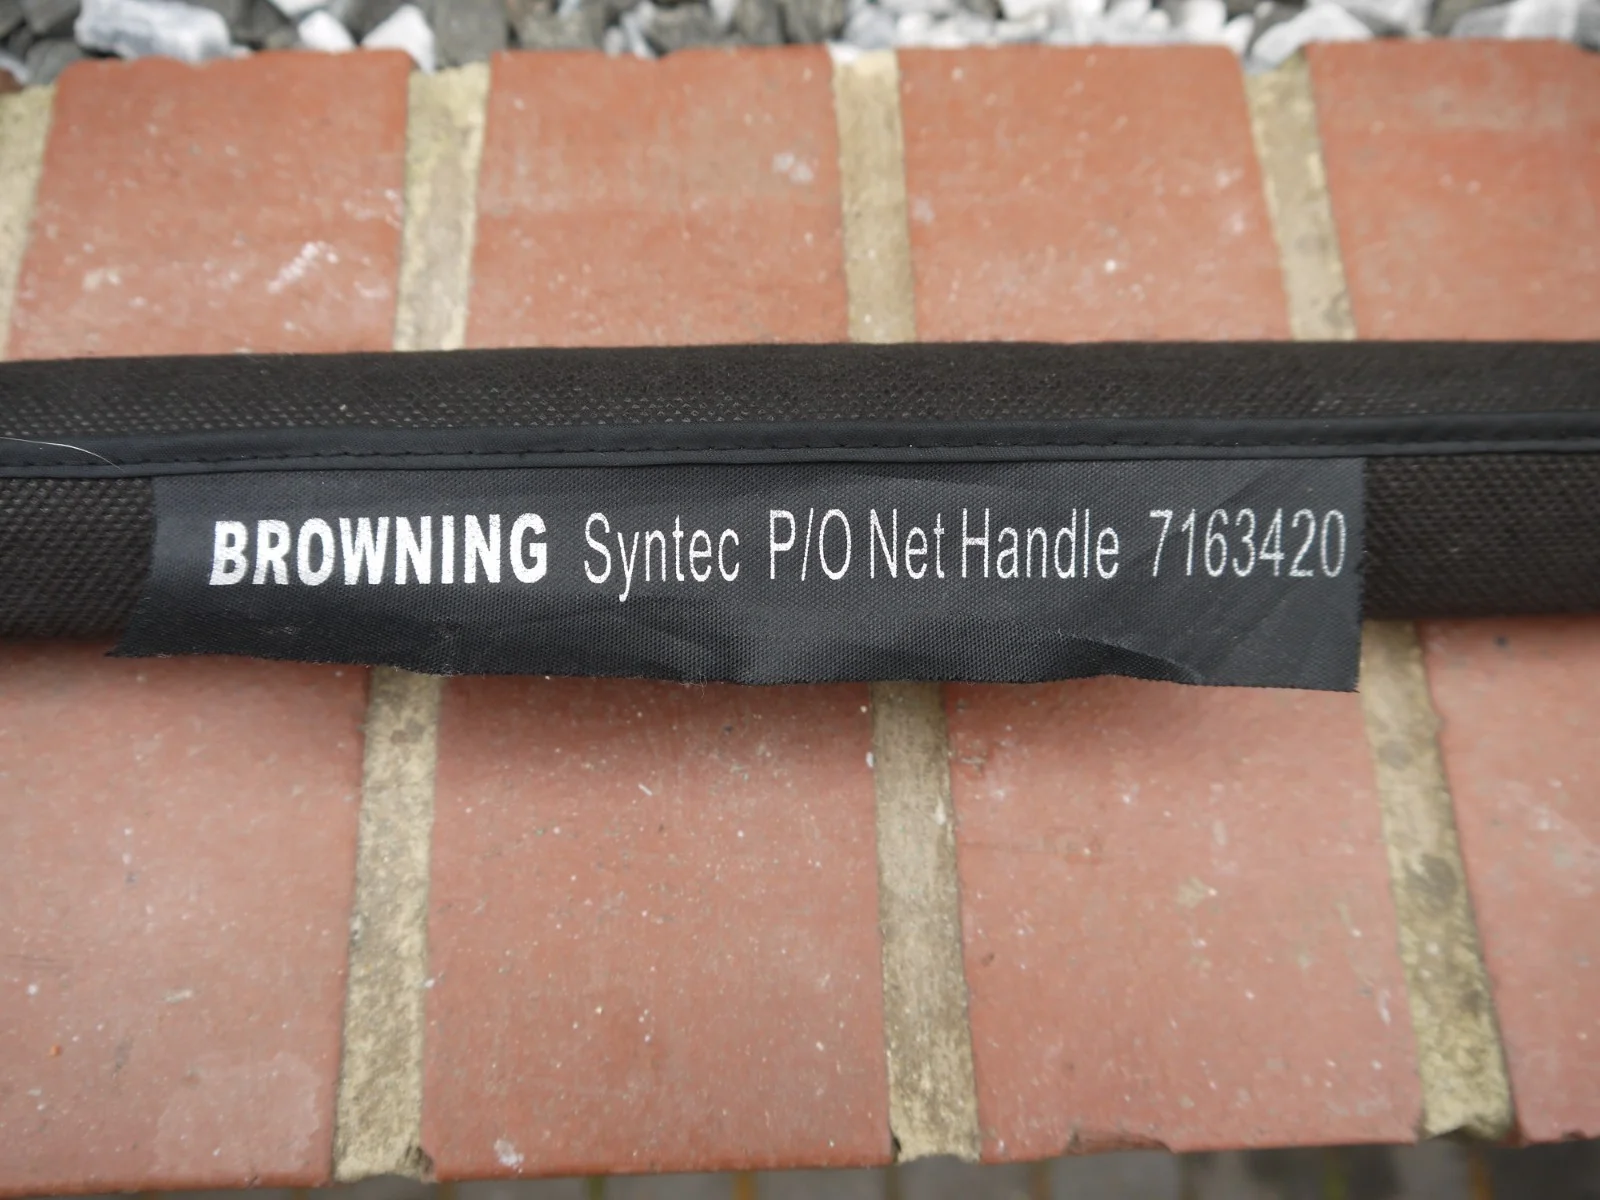 BROWNING Syntec P/O Net Handle 7163420